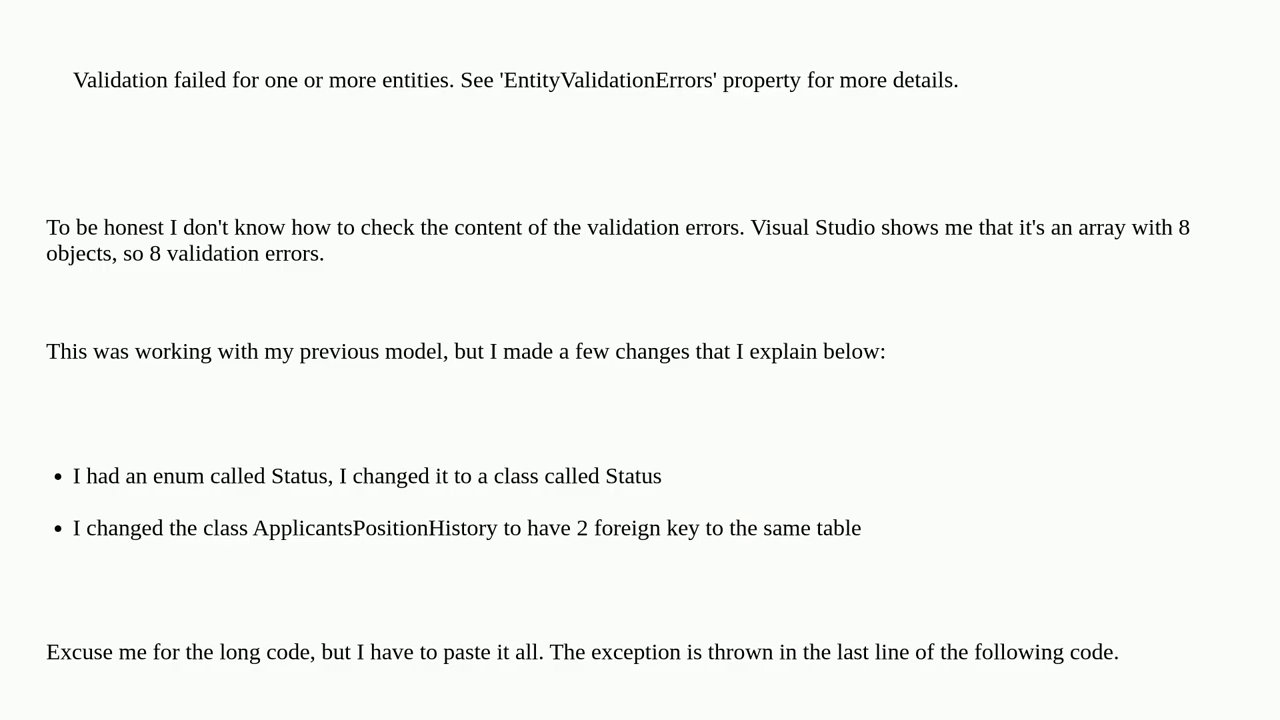 Validation failed for one or more entities. See 'EntityValidationErrors' property for more details.
To be honest I don't know how to check the content of the validation errors. Visual Studio shows me that it's an array with 8
objects, so 8 validation errors.
This was working with my previous model, but I made a few changes that I explain below:
• I had an enum called Status, I changed it to a class called Status
• I changed the class ApplicantsPositionHistory to have 2 foreign key to the same table
Excuse me for the long code, but I have to paste it all. The exception is thrown in the last line of the following code.